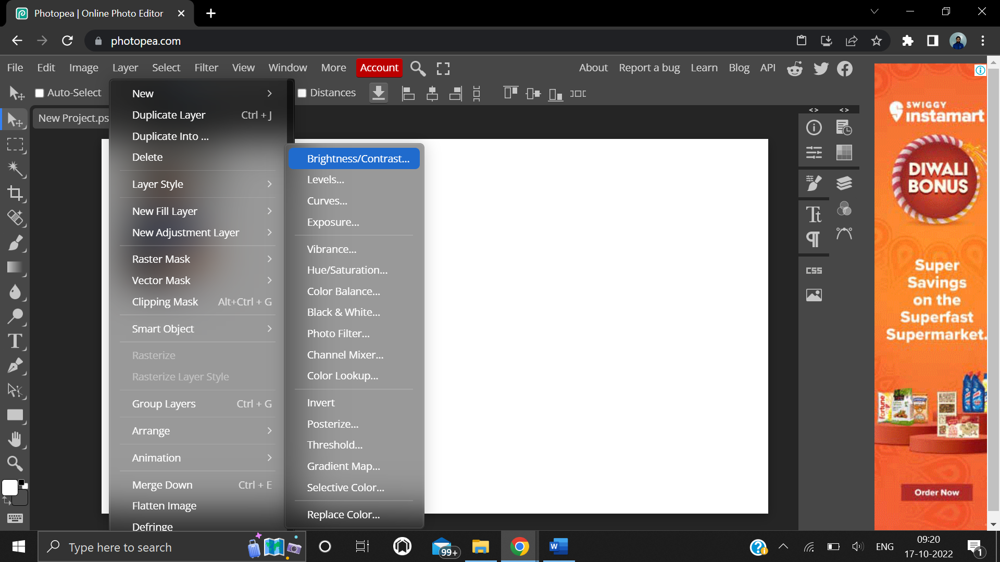 Photopea | Online Photo Editor
photopea.com
File Edit Image Layer Select Filter View Window More Account About Report a bug Learn Blog API
Auto-Select Distances
New Project.ps
New
Duplicate Layer Ctrl + J
Duplicate Into ...
Delete
Layer Style
New Fill Layer
New Adjustment Layer
Raster Mask
Vector Mask
Clipping Mask Alt+Ctrl + G
Smart Object
Rasterize
Rasterize Layer Style
Group Layers Ctrl + G
Arrange
Animation
Merge Down Ctrl + E
Flatten Image
Defringe
Brightness/Contrast...
Levels...
Curves...
Exposure...
Vibrance...
Hue/Saturation...
Color Balance...
Black & White...
Photo Filter...
Channel Mixer...
Color Lookup...
Invert
Posterize...
Threshold...
Gradient Map...
Selective Color...
Replace Color...
CSS
SWIGGY
instamart
DIWALI
BONUS
Super
Savings
on the
Superfast
Supermarket.
fortune
Order Now
Type here to search
99+
ENG
09:20
17-10-2022
1